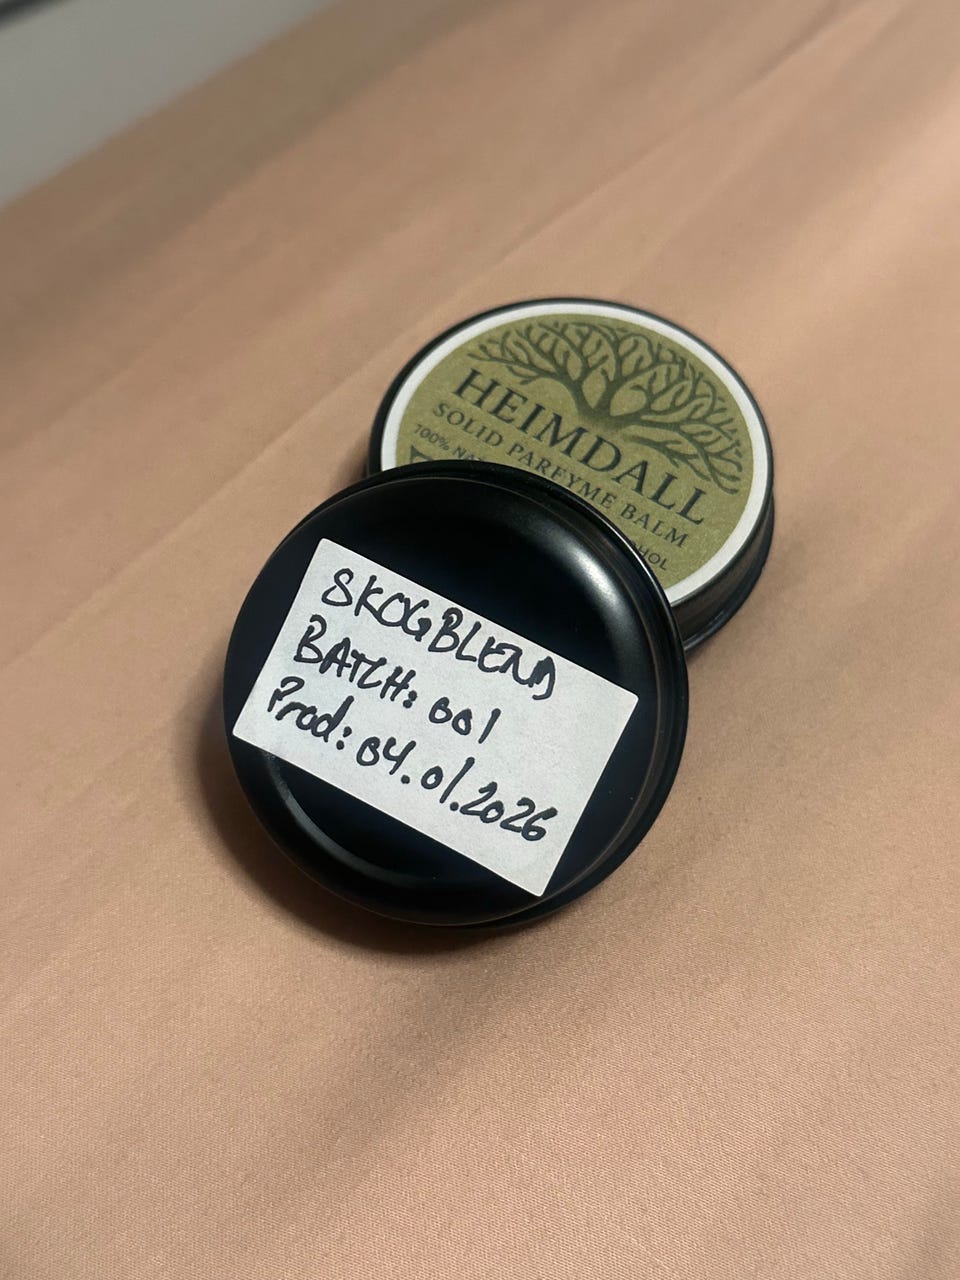 HEIMDALL
SOLID PARFYME BALM
100%
SKOGBLEND
BATCH: 001
Prod: 04.01.2026